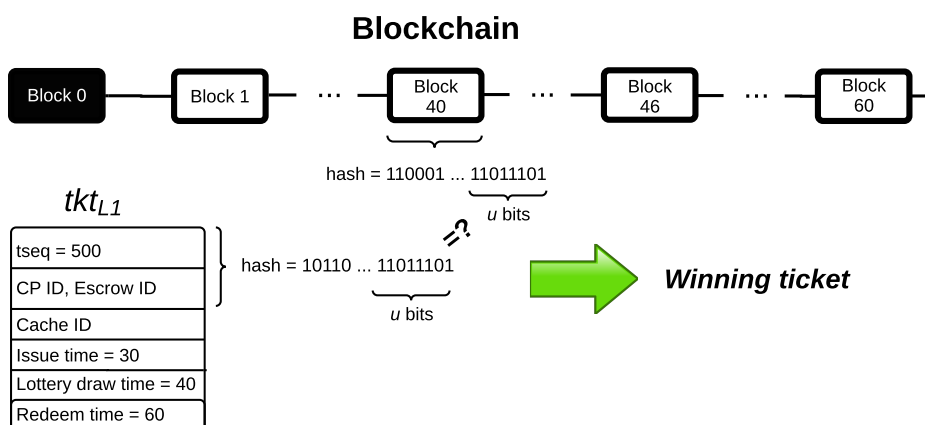 Blockchain
Block 0
Block 1
...
Block
40
...
Block
46
...
Block
60
hash = 110001 ... 11011101
u bits
=?
tktL1
tseq = 500
CP ID, Escrow ID
Cache ID
Issue time = 30
Lottery draw time = 40
Redeem time = 60
hash = 10110 ... 11011101
u bits
Winning ticket